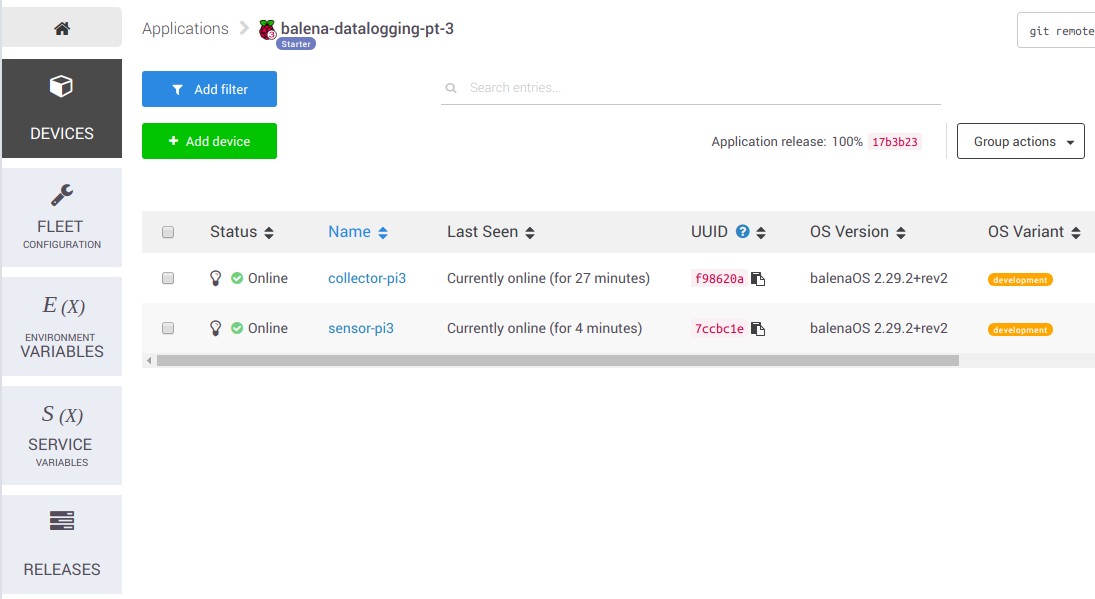 Applications balena-datalogging-pt-3
Starter
git remote
DEVICES
FLEET
CONFIGURATION
E (X)
ENVIRONMENT
VARIABLES
S (X)
SERVICE
VARIABLES
RELEASES
Add filter
Search entries...
+ Add device
Application release: 100% 17b3b23
Group actions
Status Name Last Seen UUID ? OS Version OS Variant
Online collector-pi3 Currently online (for 27 minutes) f98620a balenaOS 2.29.2+rev2 development
Online sensor-pi3 Currently online (for 4 minutes) 7ccbc1e balenaOS 2.29.2+rev2 development